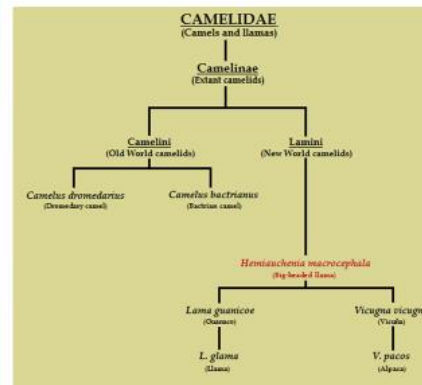 CAMELIDAE
(Camels and llamas)
Camelinae
(Extant camelids)
Camelini
(Old World camelids)
Lamini
(New World camelids)
Camelus dromedarius
(Dromedary camel)
Camelus bactrianus
(Bactrian camel)
Hemiauchenia macrocephala
(Big-headed llama)
Lama guanicoe
(Guanaco)
Vicugna vicugn
(Vicuña)
L. glama
(Llama)
V. pacos
(Alpaca)